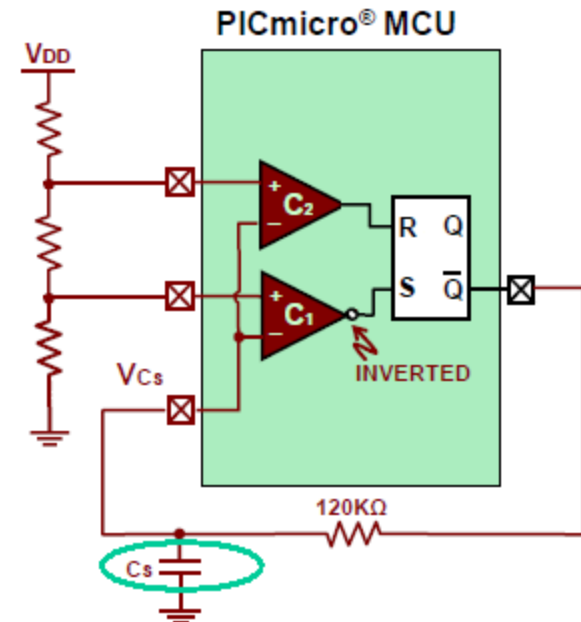 PICmicro® MCU
VDD
+
C2
–
R Q
+
S Q̅
C1
–
VCs
INVERTED
120KΩ
Cs